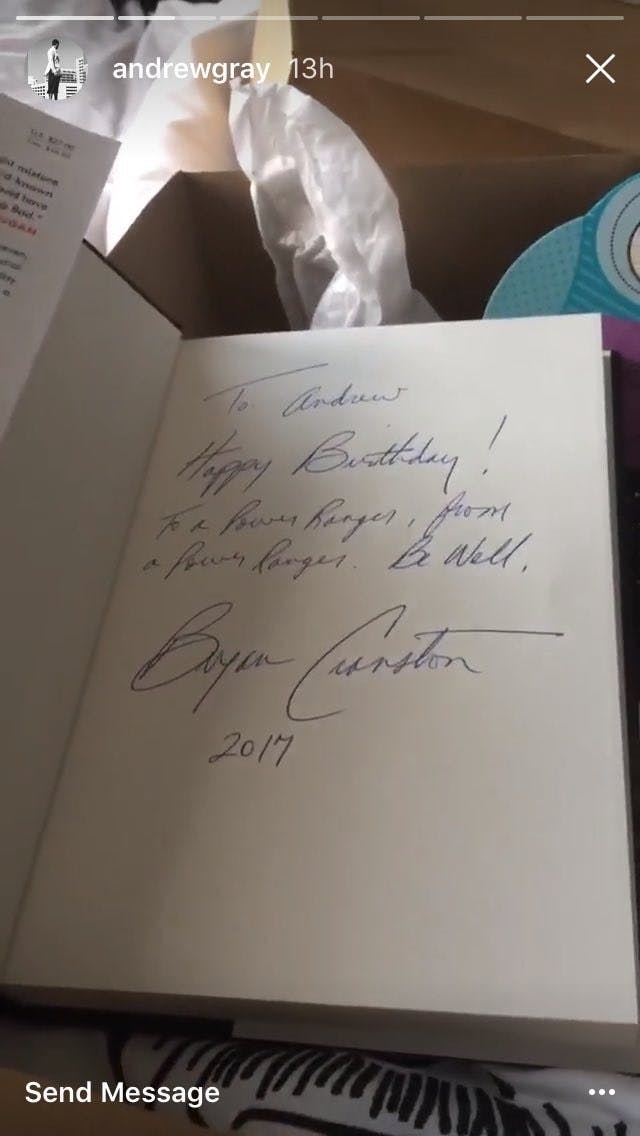 andrewgray 13h
To Andrew
Happy Birthday!
To a Power Ranger, from
a Power Ranger. Be Well.
Bryan Cranston
2017
Send Message